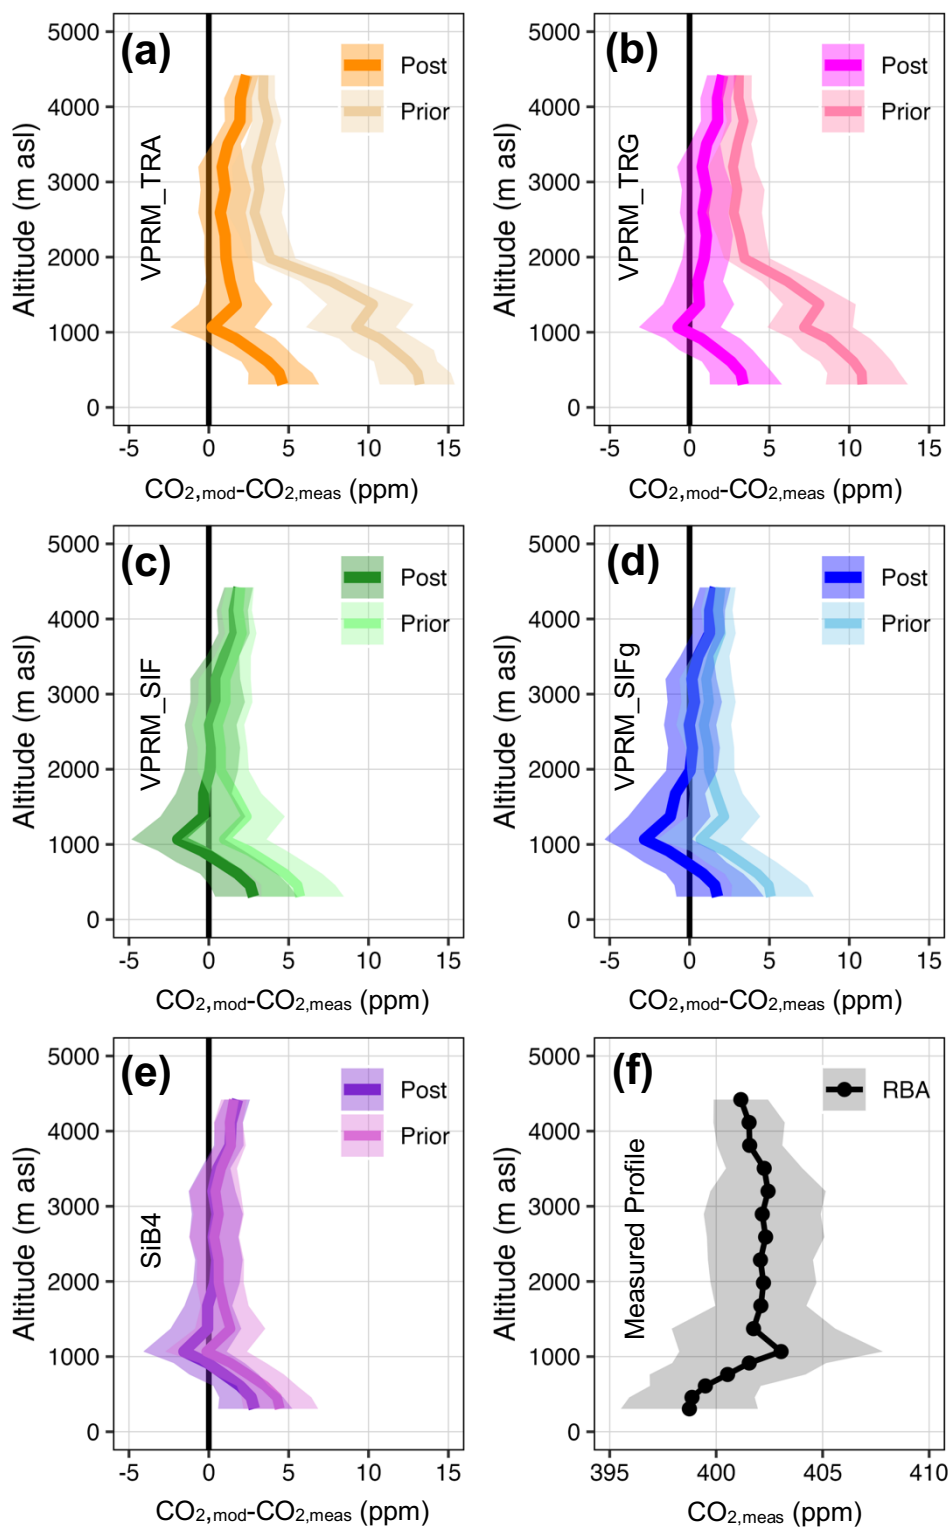 (a)
Post
Prior
VPRM_TRA
Altitude (m asl)
5000
4000
3000
2000
1000
0
-5 0 5 10 15
CO2,mod-CO2,meas (ppm)
(b)
Post
Prior
VPRM_TRG
Altitude (m asl)
5000
4000
3000
2000
1000
0
-5 0 5 10 15
CO2,mod-CO2,meas (ppm)
(c)
Post
Prior
VPRM_SIF
Altitude (m asl)
5000
4000
3000
2000
1000
0
-5 0 5 10 15
CO2,mod-CO2,meas (ppm)
(d)
Post
Prior
VPRM_SIFg
Altitude (m asl)
5000
4000
3000
2000
1000
0
-5 0 5 10 15
CO2,mod-CO2,meas (ppm)
(e)
Post
Prior
SiB4
Altitude (m asl)
5000
4000
3000
2000
1000
0
-5 0 5 10 15
CO2,mod-CO2,meas (ppm)
(f)
RBA
Measured Profile
Altitude (m asl)
5000
4000
3000
2000
1000
0
395 400 405 410
CO2,meas (ppm)